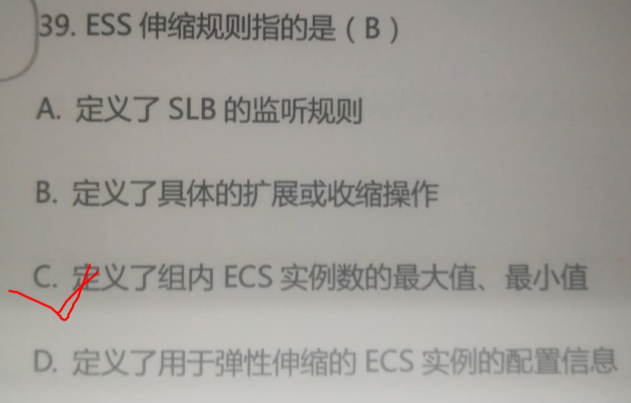 39. ESS 伸缩规则指的是（B）
A. 定义了 SLB 的监听规则
B. 定义了具体的扩展或收缩操作
C. 定义了组内 ECS 实例数的最大值、最小值
D. 定义了用于弹性伸缩的 ECS 实例的配置信息